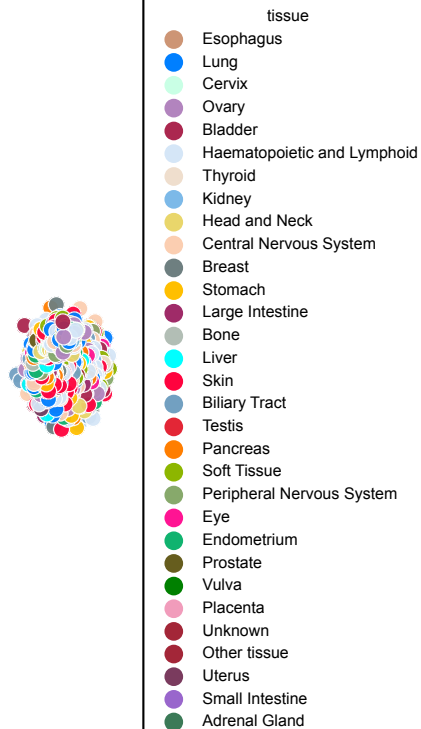 tissue
Esophagus
Lung
Cervix
Ovary
Bladder
Haematopoietic and Lymphoid
Thyroid
Kidney
Head and Neck
Central Nervous System
Breast
Stomach
Large Intestine
Bone
Liver
Skin
Biliary Tract
Testis
Pancreas
Soft Tissue
Peripheral Nervous System
Eye
Endometrium
Prostate
Vulva
Placenta
Unknown
Other tissue
Uterus
Small Intestine
Adrenal Gland